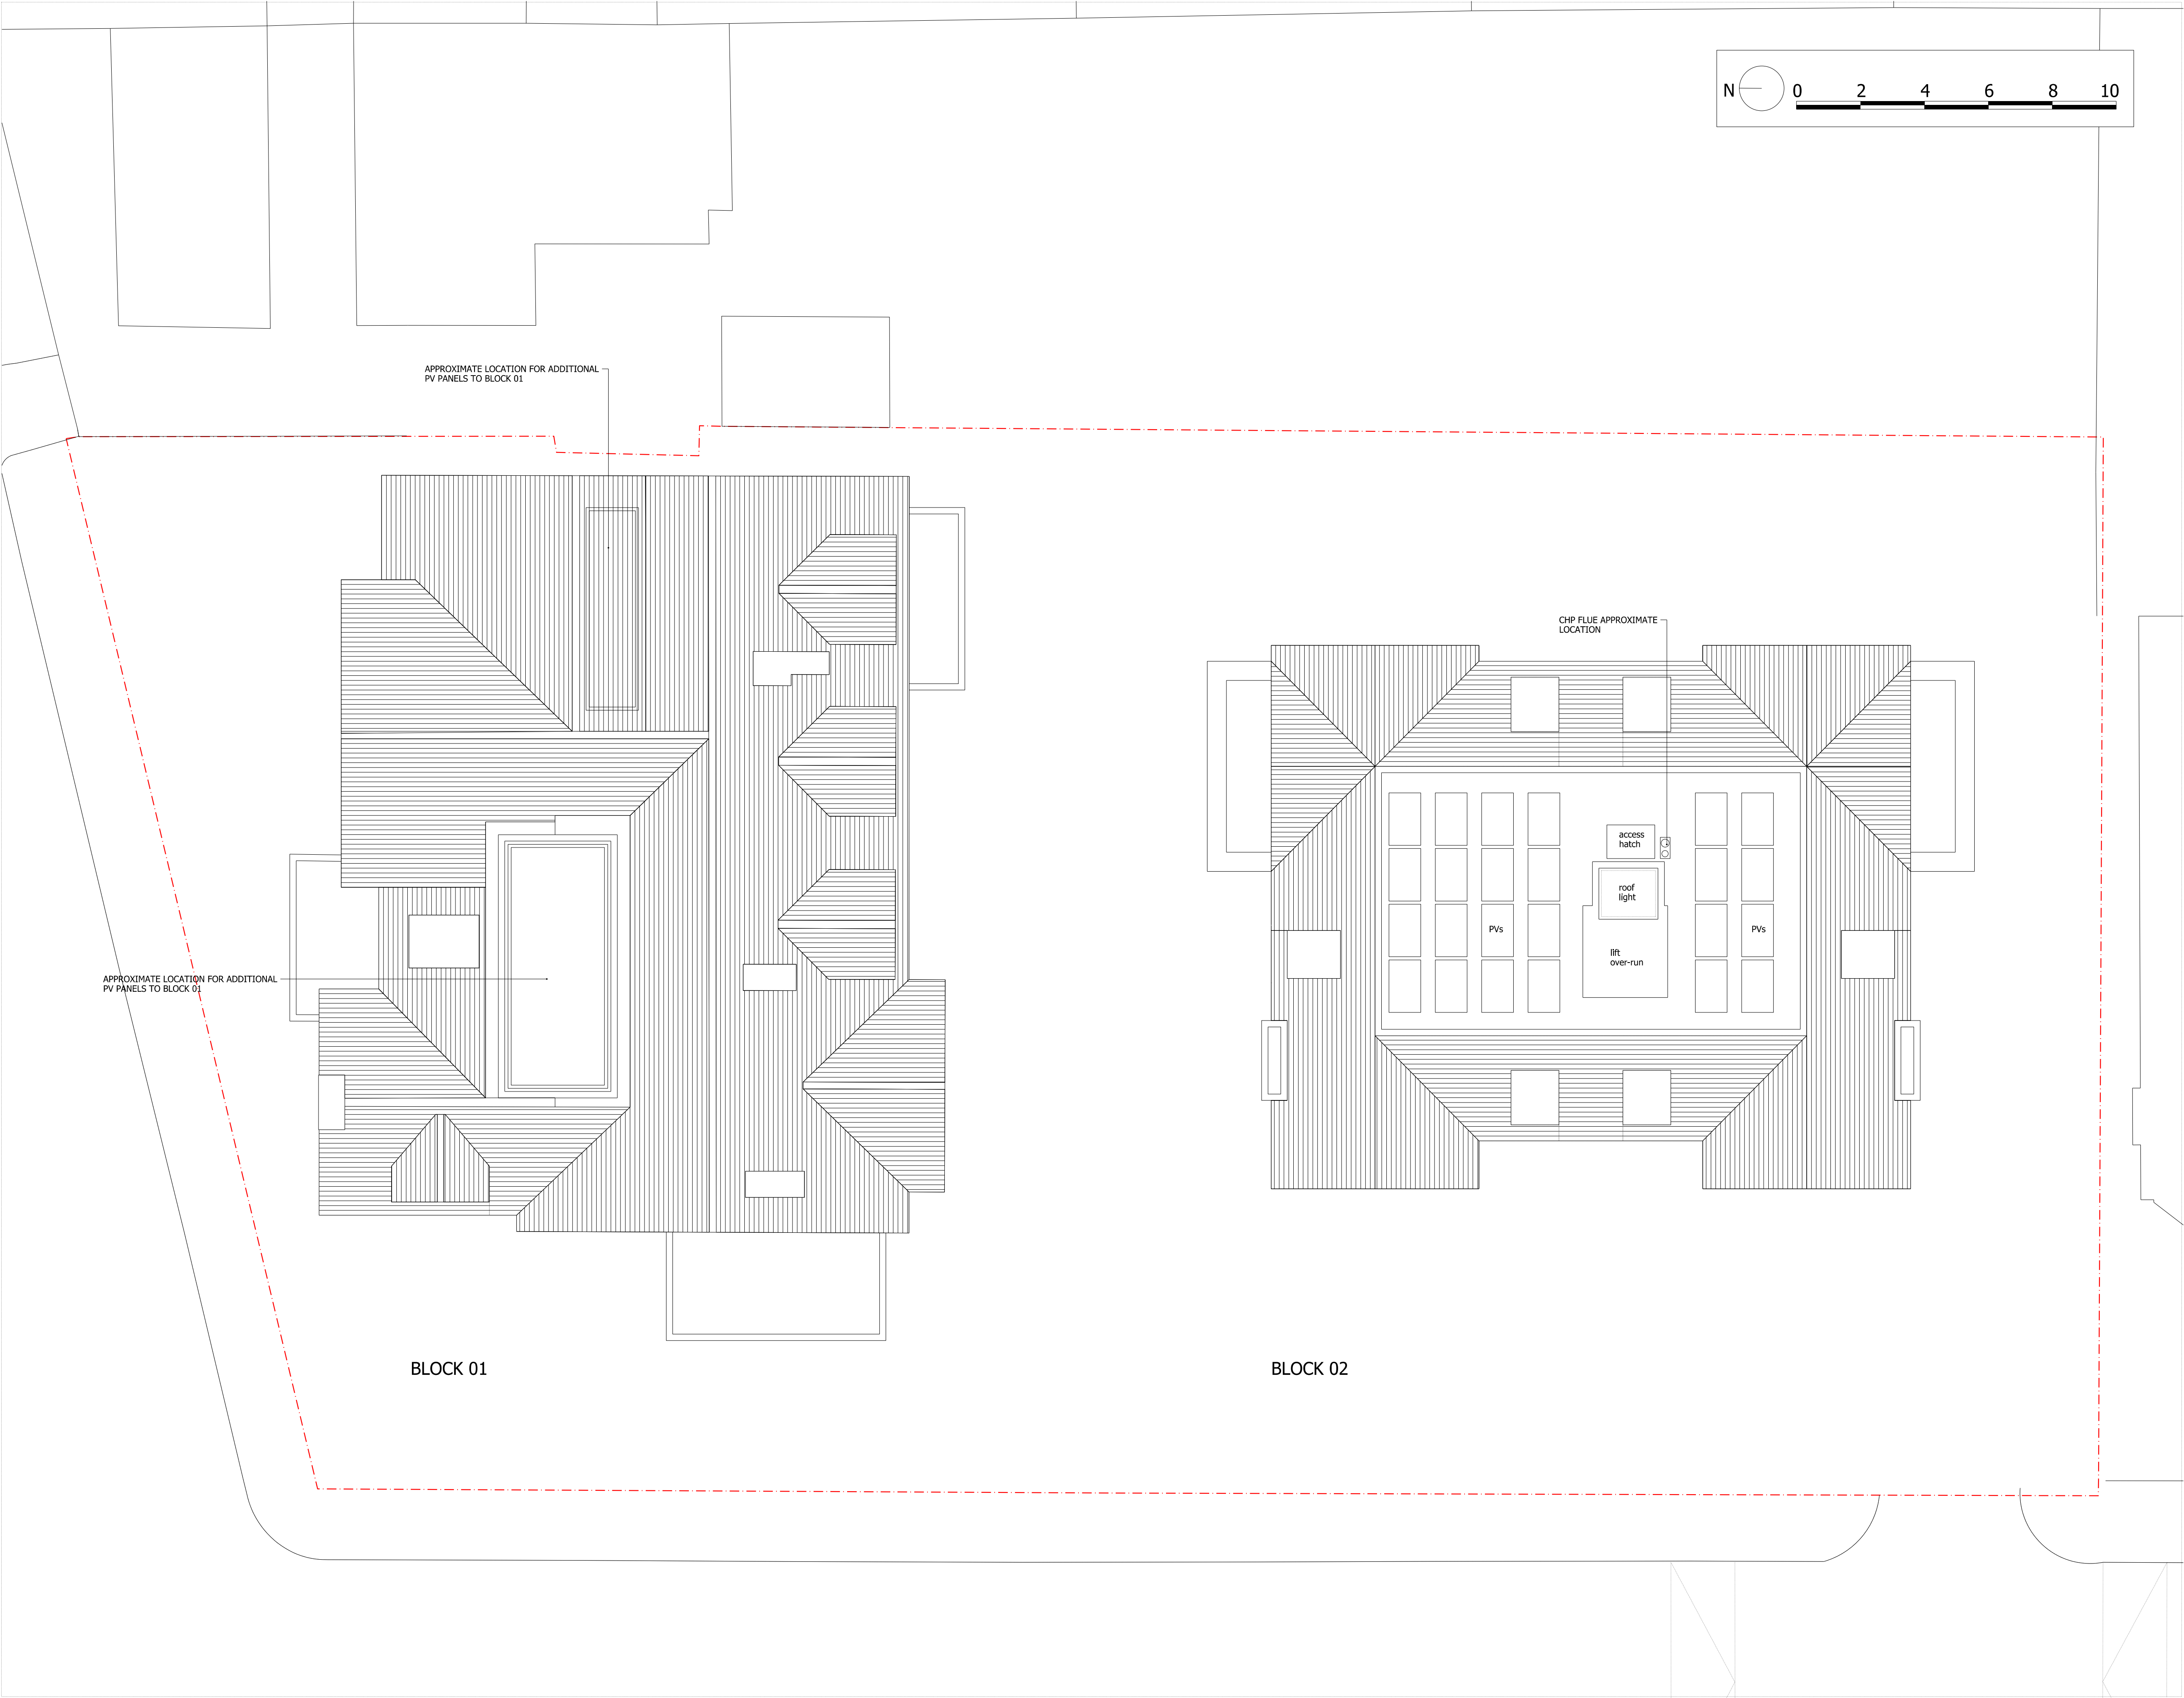 N 0 2 4 6 8 10
APPROXIMATE LOCATION FOR ADDITIONAL
PV PANELS TO BLOCK 01
CHP FLUE APPROXIMATE
LOCATION
access
hatch
roof
light
PVs
PVs
lift
over-run
APPROXIMATE LOCATION FOR ADDITIONAL
PV PANELS TO BLOCK 01
BLOCK 01
BLOCK 02